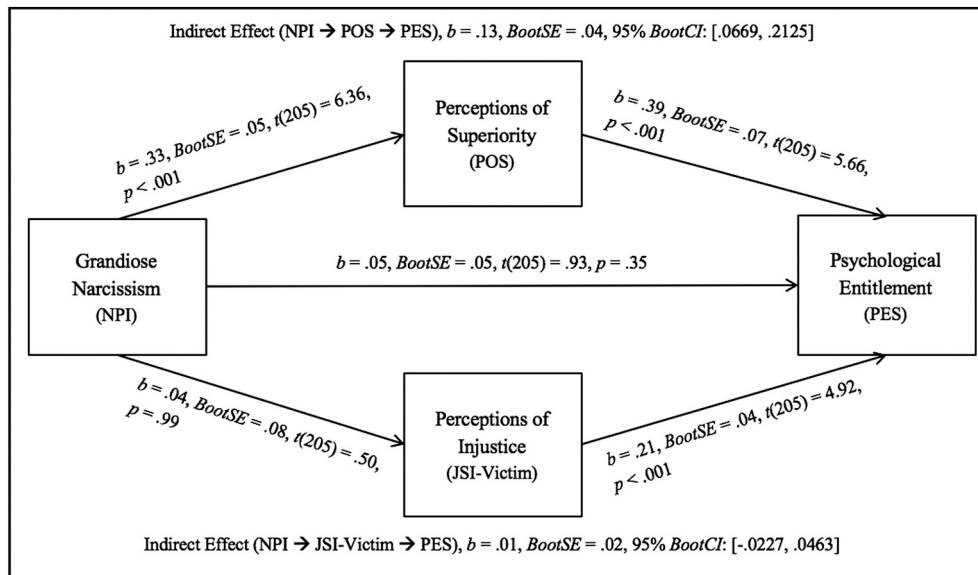 Indirect Effect (NPI → POS → PES), b = .13, BootSE = .04, 95% BootCI: [.0669, .2125]
b = .33, BootSE = .05, t(205) = 6.36,
p < .001
Perceptions of
Superiority
(POS)
b = .39, BootSE = .07, t(205) = 5.66,
p < .001
Grandiose
Narcissism
(NPI)
b = .05, BootSE = .05, t(205) = .93, p = .35
Psychological
Entitlement
(PES)
b = .04, BootSE = .08, t(205) = .50,
p = .99
Perceptions of
Injustice
(JSI-Victim)
b = .21, BootSE = .04, t(205) = 4.92,
p < .001
Indirect Effect (NPI → JSI-Victim → PES), b = .01, BootSE = .02, 95% BootCI: [-.0227, .0463]